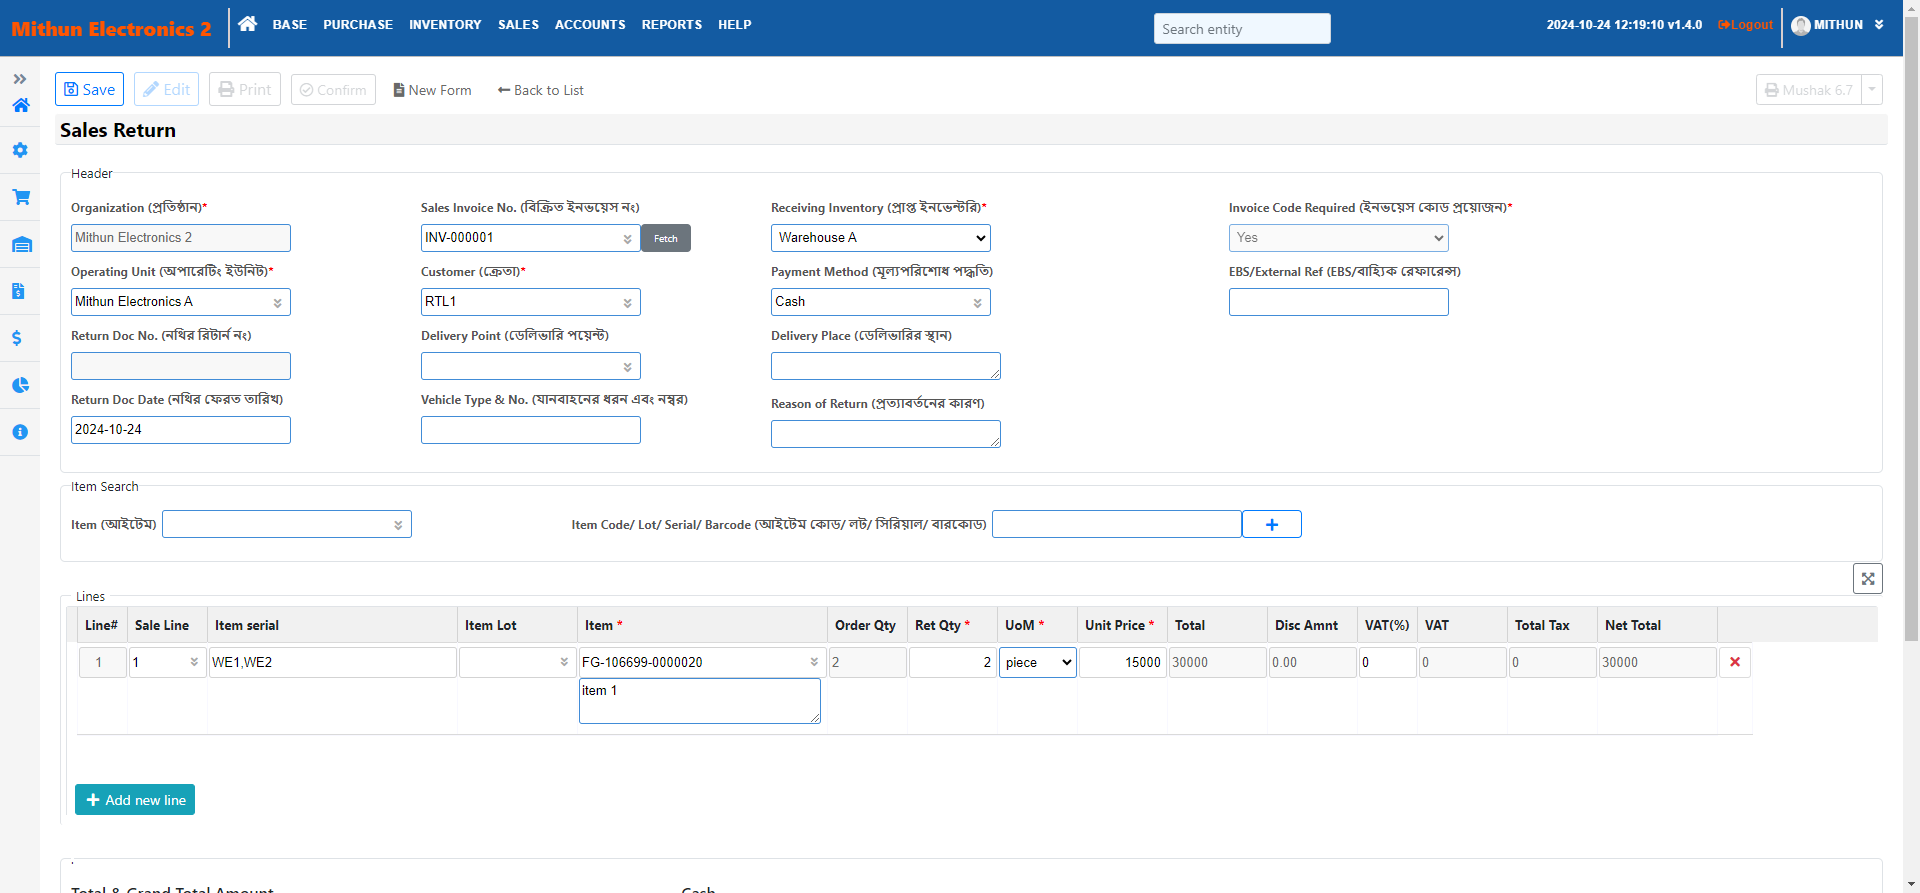 Mithun Electronics 2
BASE PURCHASE INVENTORY SALES ACCOUNTS REPORTS HELP
Search entity
2024-10-24 12:19:10 v1.4.0 Logout MITHUN
Save Edit Print Confirm New Form Back to List Mushak 6.7
Sales Return
Header
Organization (প্রতিষ্ঠান)* Sales Invoice No. (বিক্রিত ইনভয়েস নং) Receiving Inventory (প্রাপ্ত ইনভেন্টরি)* Invoice Code Required (ইনভয়েস কোড প্রয়োজন)*
Mithun Electronics 2 INV-000001 Fetch Warehouse A Yes
Operating Unit (অপারেটিং ইউনিট)* Customer (ক্রেতা)* Payment Method (মূল্যপরিশোধ পদ্ধতি) EBS/External Ref (EBS/বাহ্যিক রেফারেন্স)
Mithun Electronics A RTL1 Cash
Return Doc No. (নথির রিটার্ন নং) Delivery Point (ডেলিভারি পয়েন্ট) Delivery Place (ডেলিভারির স্থান)
Return Doc Date (নথির ফেরত তারিখ) Vehicle Type & No. (যানবাহনের ধরন এবং নম্বর) Reason of Return (প্রত্যাবর্তনের কারণ)
2024-10-24
Item Search
Item (আইটেম) Item Code/ Lot/ Serial/ Barcode (আইটেম কোড/ লট/ সিরিয়াল/ বারকোড) +
Lines
Line# Sale Line Item serial Item Lot Item * Order Qty Ret Qty * UoM * Unit Price * Total Disc Amnt VAT(%) VAT Total Tax Net Total
1 1 WE1,WE2 FG-106699-0000020 2 2 piece 15000 30000 0.00 0 0 0 30000
item 1
+ Add new line
Total & Grand Total Amount Cash